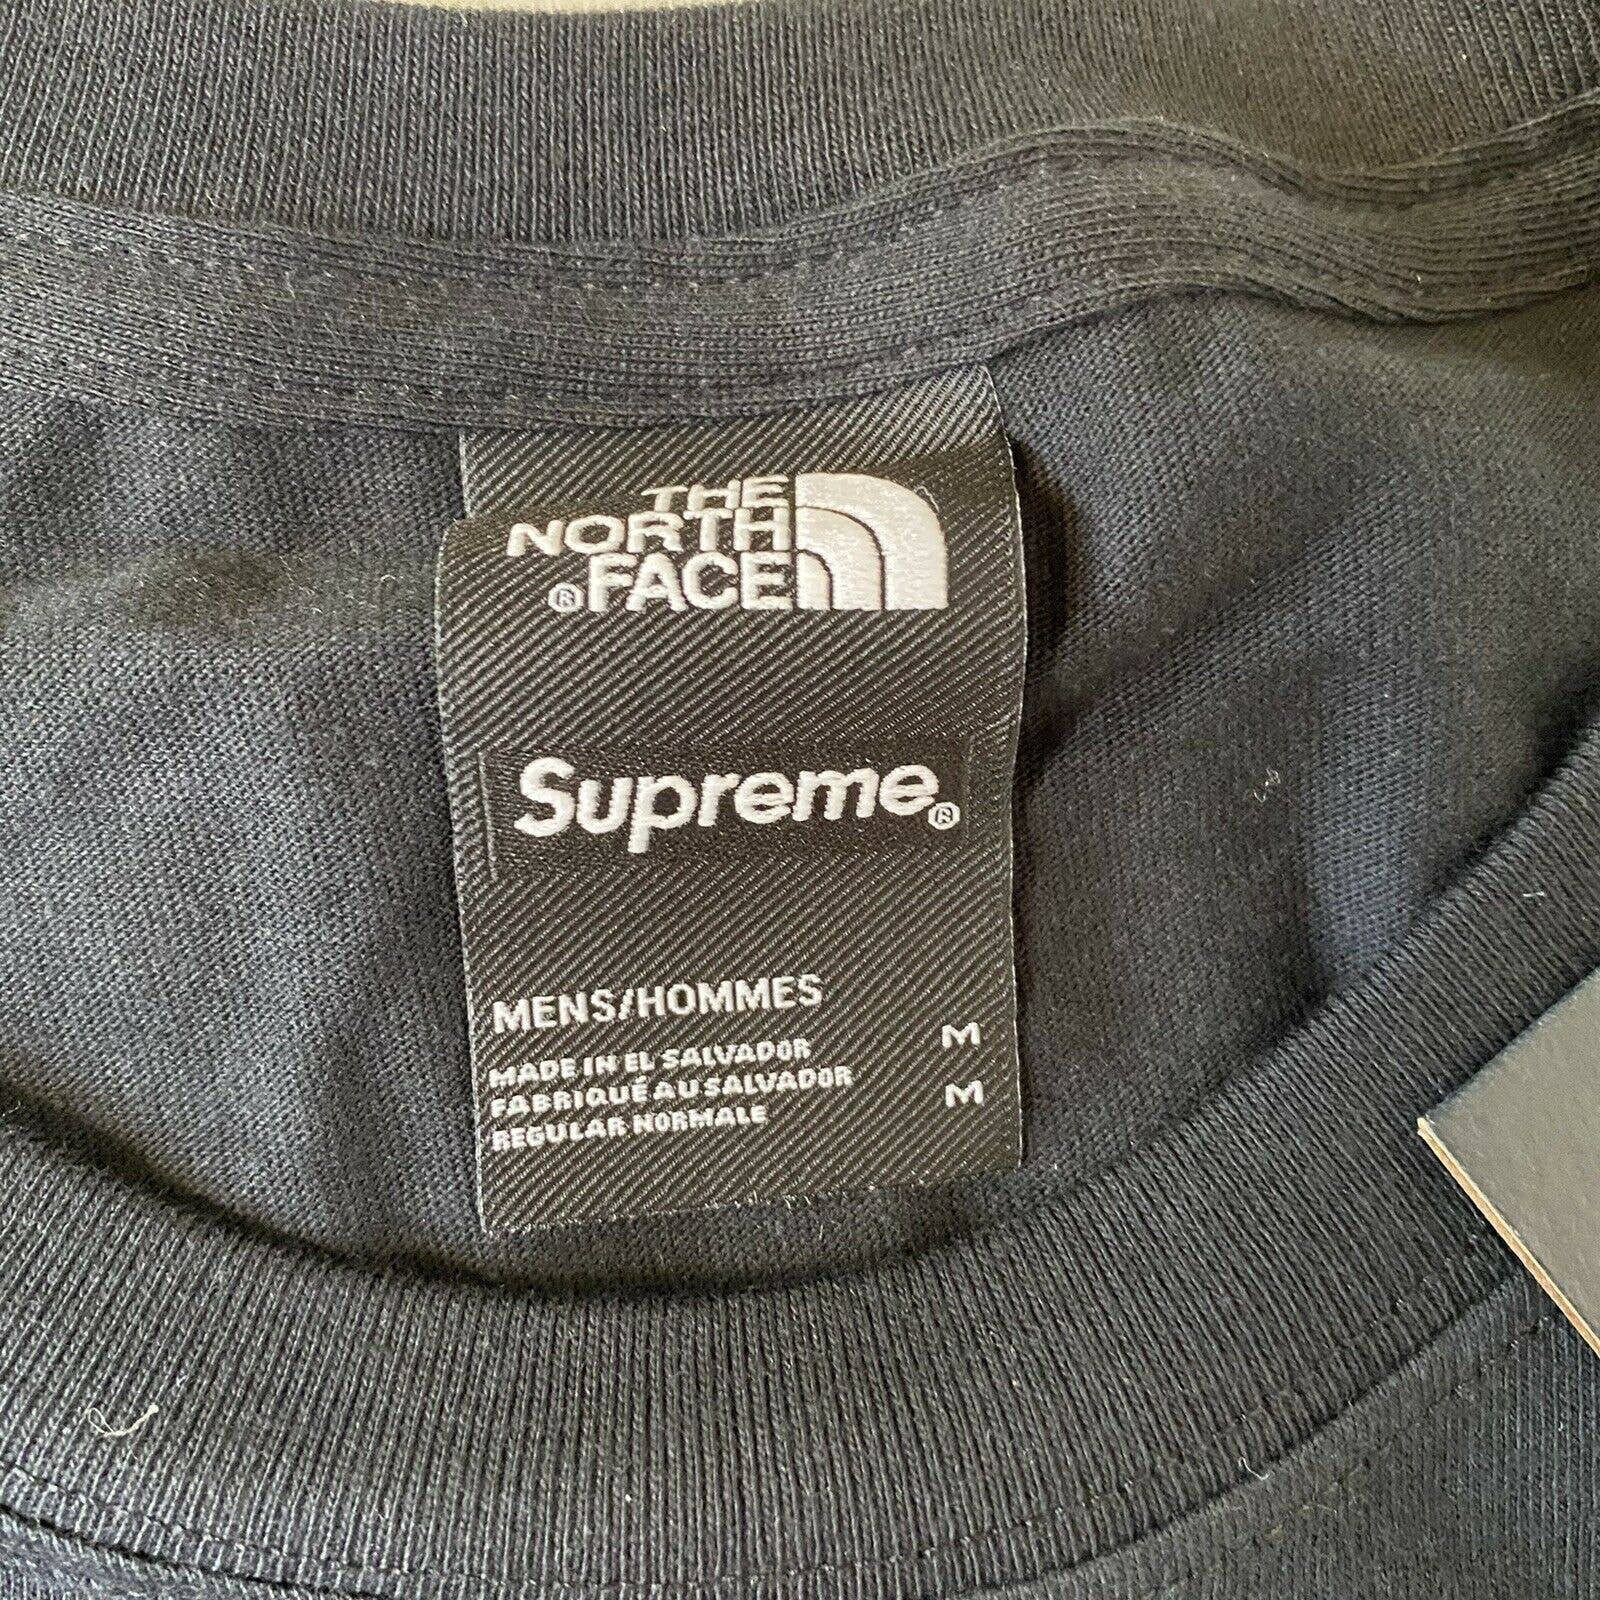 THE
NORTH
® FACE
Supreme®
MENS/HOMMES
MADE IN EL SALVADOR M
FABRIQUÉ AU SALVADOR M
REGULAR NORMALE